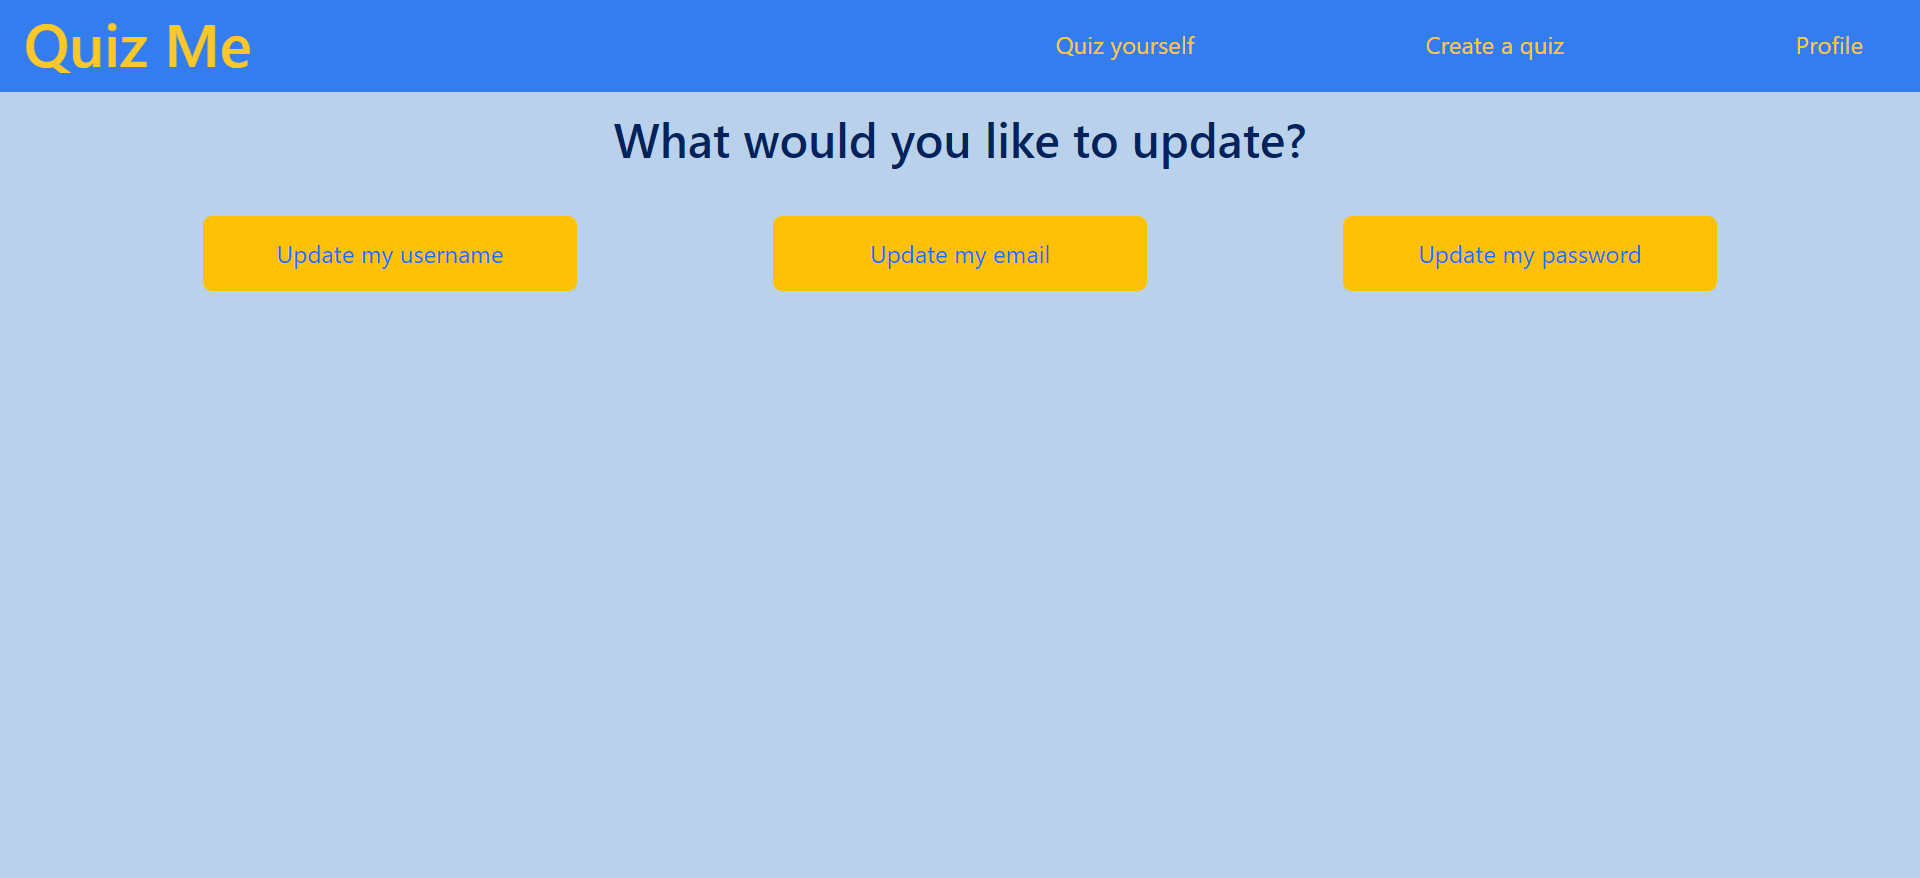 Quiz Me
Quiz yourself
Create a quiz
Profile
What would you like to update?
Update my username
Update my email
Update my password